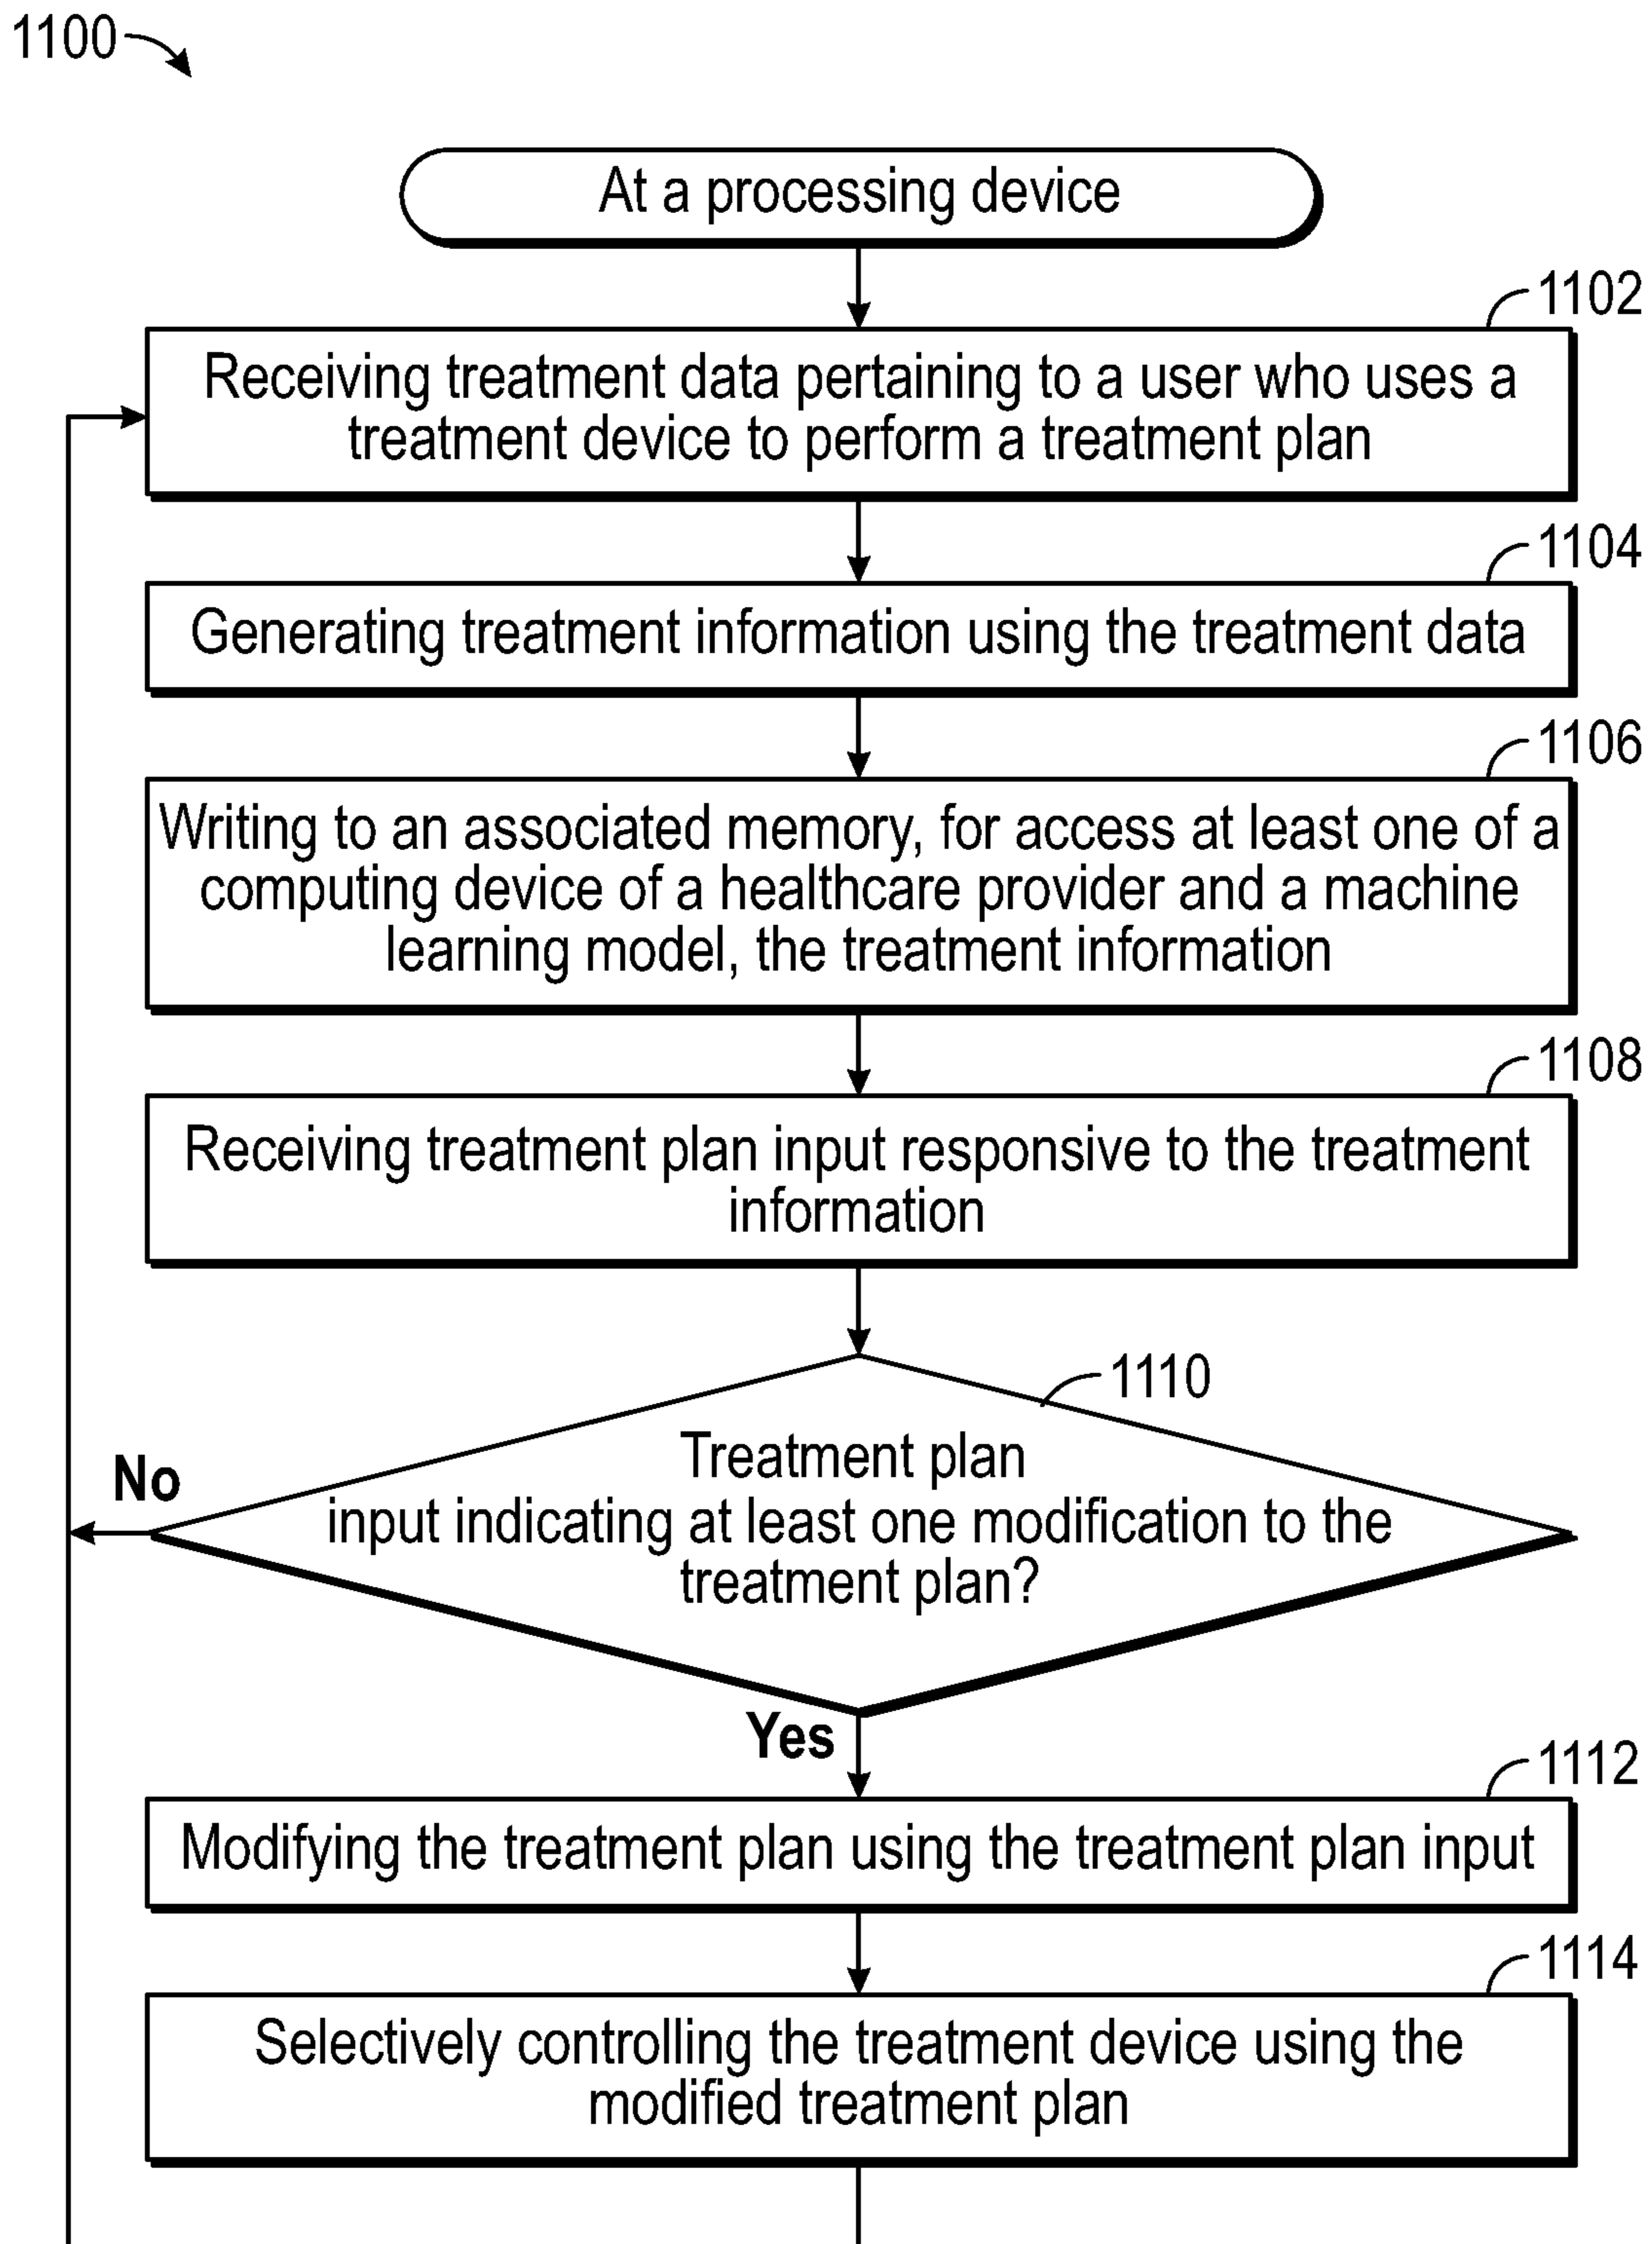 1100
At a processing device
1102
Receiving treatment data pertaining to a user who uses a
treatment device to perform a treatment plan
1104
Generating treatment information using the treatment data
1106
Writing to an associated memory, for access at least one of a
computing device of a healthcare provider and a machine
learning model, the treatment information
1108
Receiving treatment plan input responsive to the treatment
information
1110
Treatment plan
input indicating at least one modification to the
treatment plan?
No
Yes
1112
Modifying the treatment plan using the treatment plan input
1114
Selectively controlling the treatment device using the
modified treatment plan